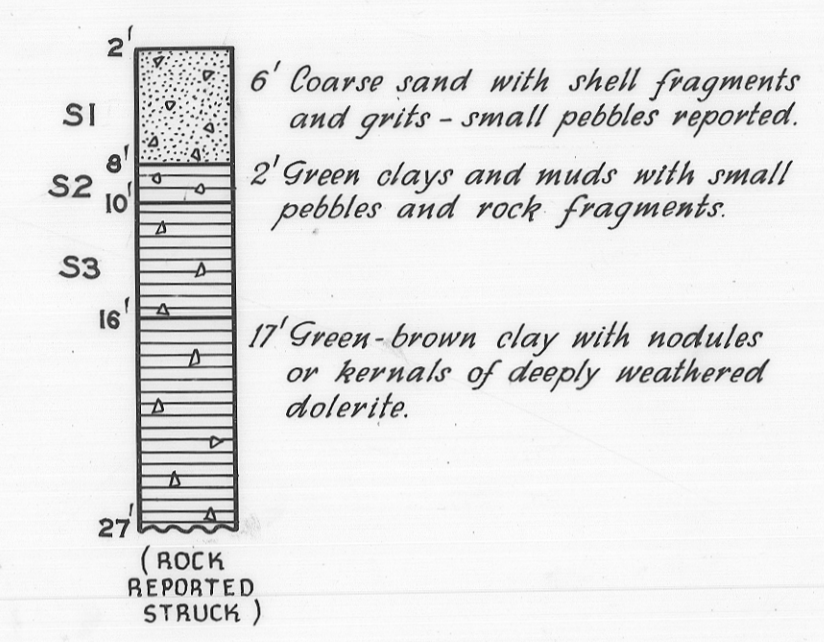 2'
6' Coarse sand with shell fragments
S1
and grits - small pebbles reported.
8'
2' Green clays and muds with small
S2
10'
pebbles and rock fragments.
S3
16'
17' Green-brown clay with nodules
or kernals of deeply weathered
dolerite.
27'
(ROCK
REPORTED
STRUCK)